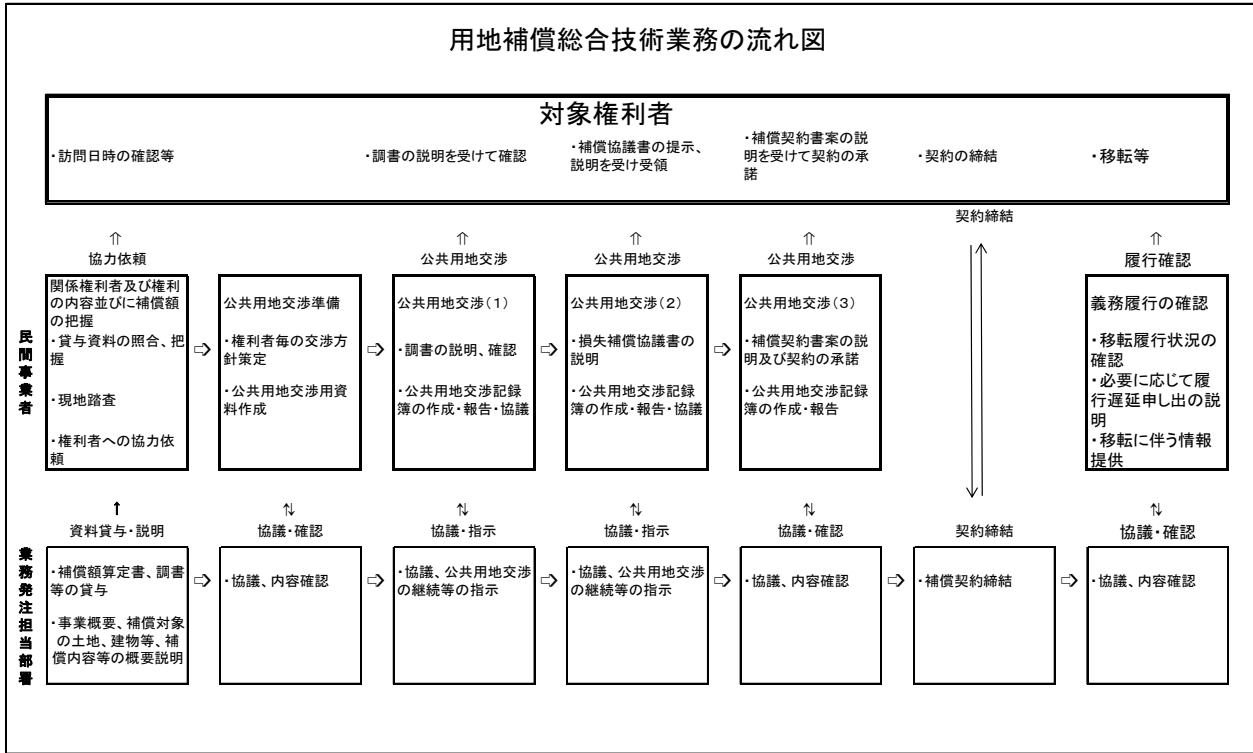 用地補償総合技術業務の流れ図
対象権利者
・訪問日時の確認等
・調書の説明を受けて確認
・補償協議書の提示、
説明を受け受領
・補償契約書案の説
明を受けて契約の承
諾
・契約の締結
・移転等
⇑
協力依頼
⇑
公共用地交渉
⇑
公共用地交渉
⇑
公共用地交渉
契約締結
⇑
履行確認
民間事業者
関係権利者及び権利
の内容並びに補償額
の把握
・貸与資料の照合、把
握
・現地踏査
・権利者への協力依
頼
⇨
公共用地交渉準備
・権利者毎の交渉方
針策定
・公共用地交渉用資
料作成
⇨
公共用地交渉(1)
・調書の説明、確認
・公共用地交渉記録
簿の作成・報告・協議
⇨
公共用地交渉(2)
・損失補償協議書の
説明
・公共用地交渉記録
簿の作成・報告・協議
⇨
公共用地交渉(3)
・補償契約書案の説
明及び契約の承諾
・公共用地交渉記録
簿の作成・報告
義務履行の確認
・移転履行状況の
確認
・必要に応じて履
行遅延申し出の説
明
・移転に伴う情報
提供
↑
資料貸与・説明
⇅
協議・確認
⇅
協議・指示
⇅
協議・指示
⇅
協議・確認
契約締結
⇅
協議・確認
業務発注担当部署
・補償額算定書、調書
等の貸与
・事業概要、補償対象
の土地、建物等、補
償内容等の概要説明
⇨
・協議、内容確認
⇨
・協議、公共用地交渉
の継続等の指示
⇨
・協議、公共用地交渉
の継続等の指示
⇨
・協議、内容確認
⇨
・補償契約締結
⇨
・協議、内容確認